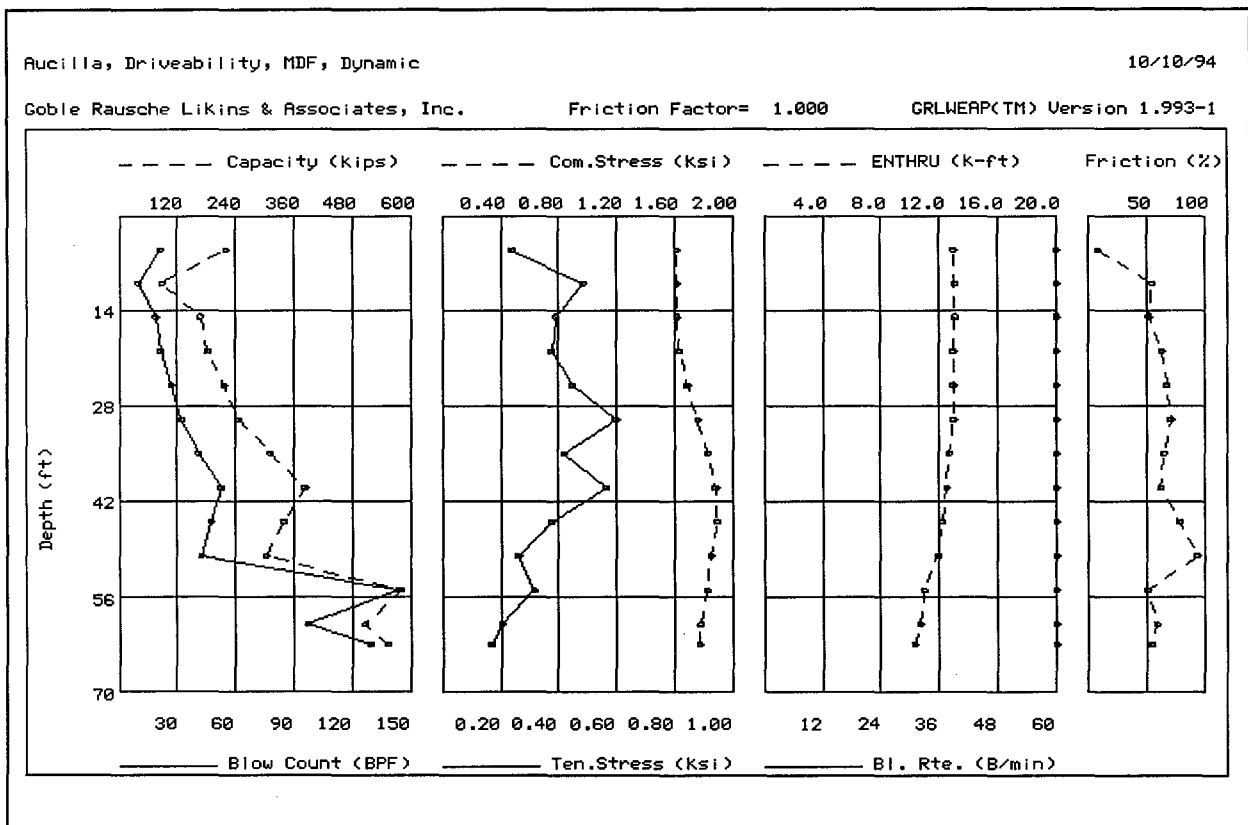 Aucilla, Driveability, MDF, Dynamic 10/10/94
Goble Rausche Likins & Associates, Inc. Friction Factor= 1.000 GRLWEAP(TM) Version 1.993-1
Capacity (kips) Com.Stress (ksi) ENTHRU (k-ft) Friction (%)
120 240 360 480 600 0.40 0.80 1.20 1.60 2.00 4.0 8.0 12.0 16.0 20.0 50 100
14
28
Depth (ft)
42
56
70
30 60 90 120 150 0.20 0.40 0.60 0.80 1.00 12 24 36 48 60
Blow Count (BPF) Ten.Stress (ksi) Bl. Rte. (B/min)